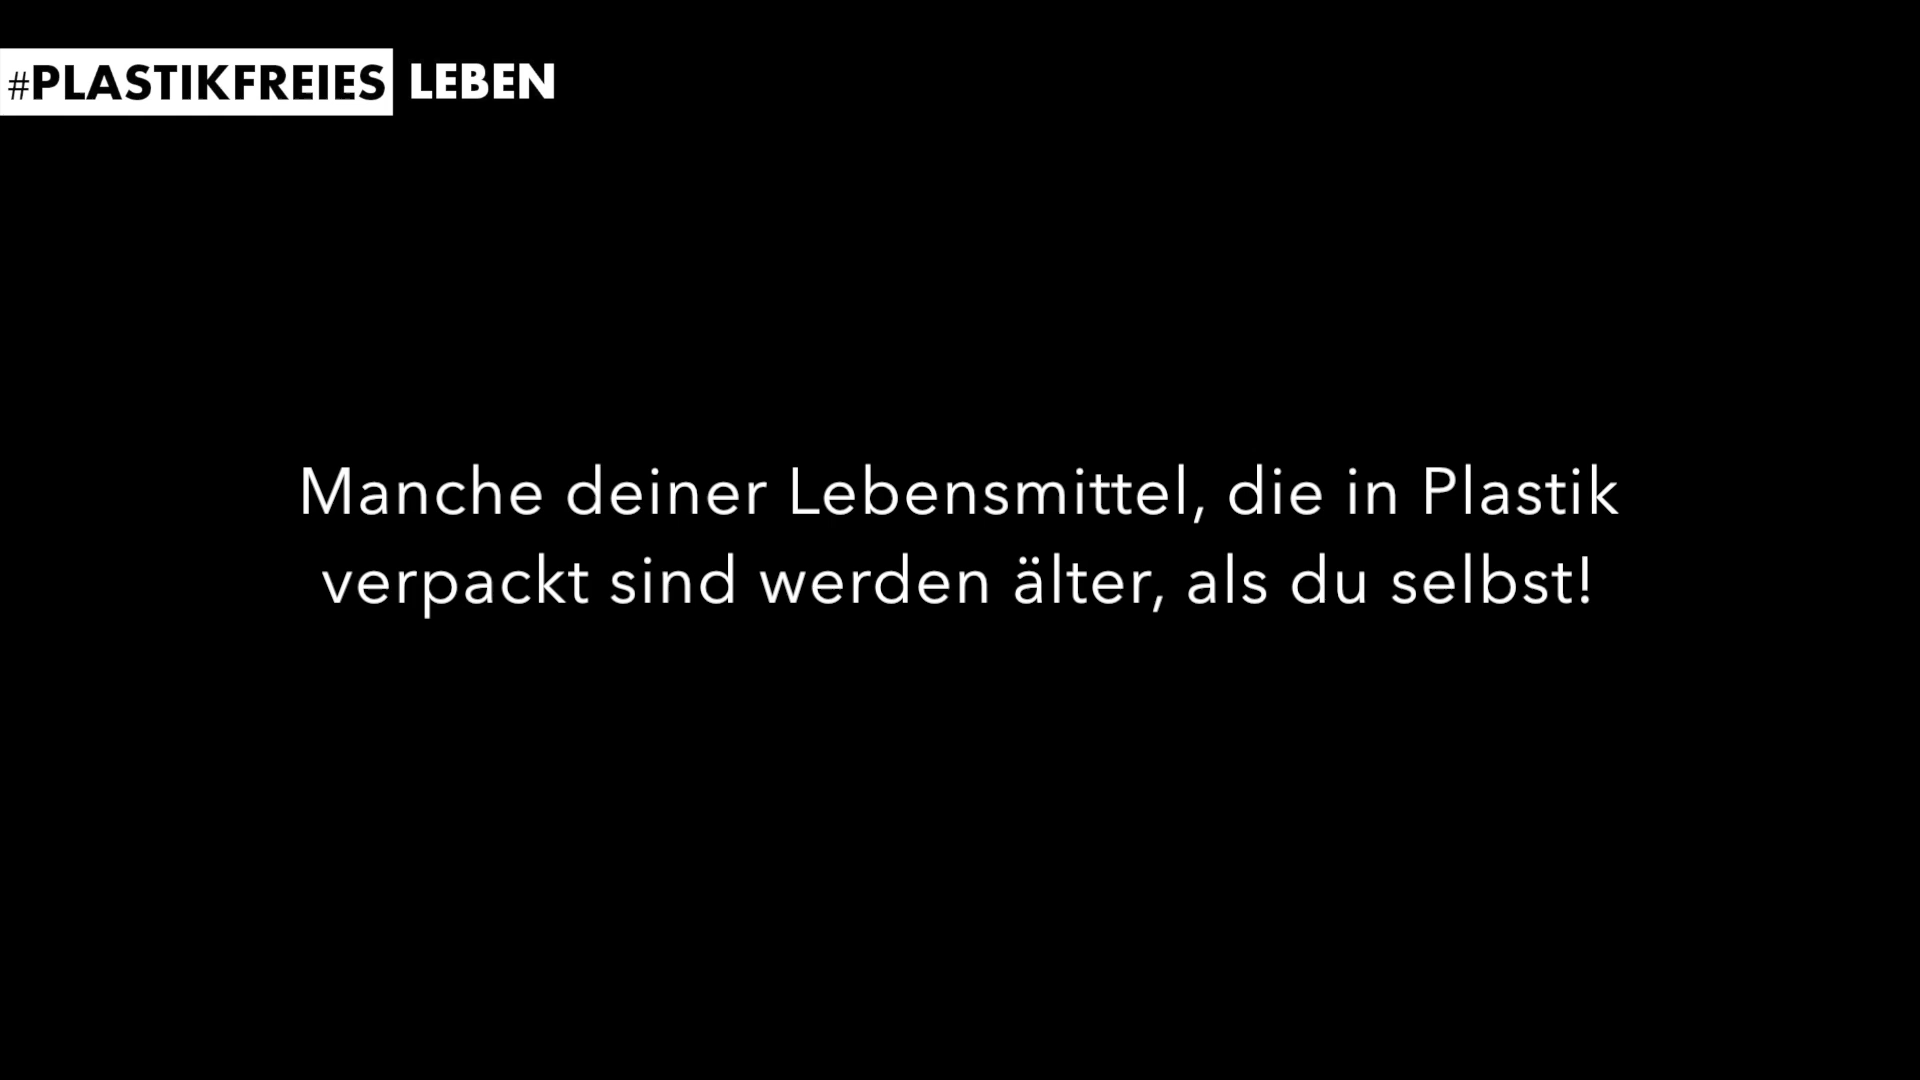 #PLASTIKFREIES LEBEN
Manche deiner Lebensmittel, die in Plastik
verpackt sind werden älter, als du selbst!